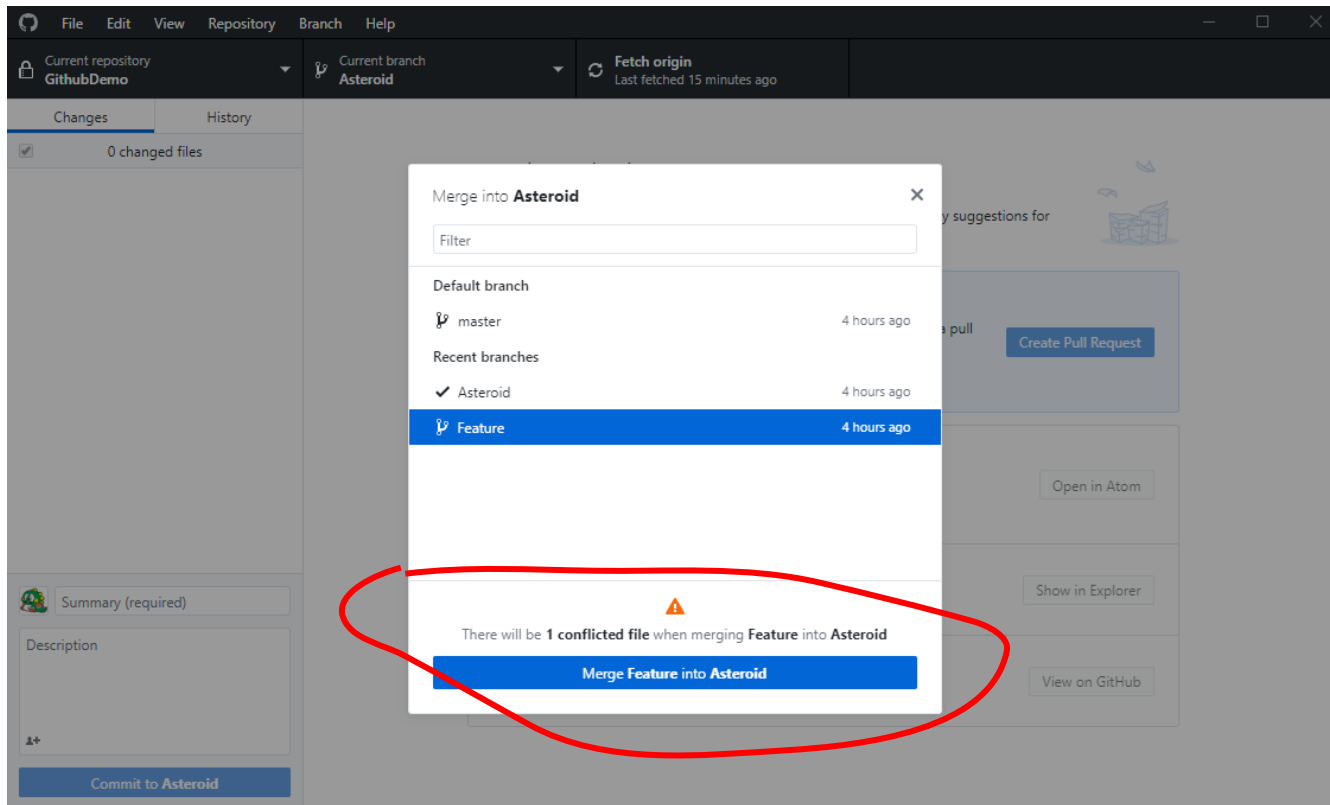 File Edit View Repository Branch Help
Current repository
GithubDemo
Current branch
Asteroid
Fetch origin
Last fetched 15 minutes ago
Changes History
0 changed files
Merge into Asteroid
Filter
y suggestions for
Default branch
master 4 hours ago
a pull
Create Pull Request
Recent branches
Asteroid 4 hours ago
Feature 4 hours ago
Open in Atom
Show in Explorer
Summary (required)
There will be 1 conflicted file when merging Feature into Asteroid
Description
Merge Feature into Asteroid
View on GitHub
Commit to Asteroid